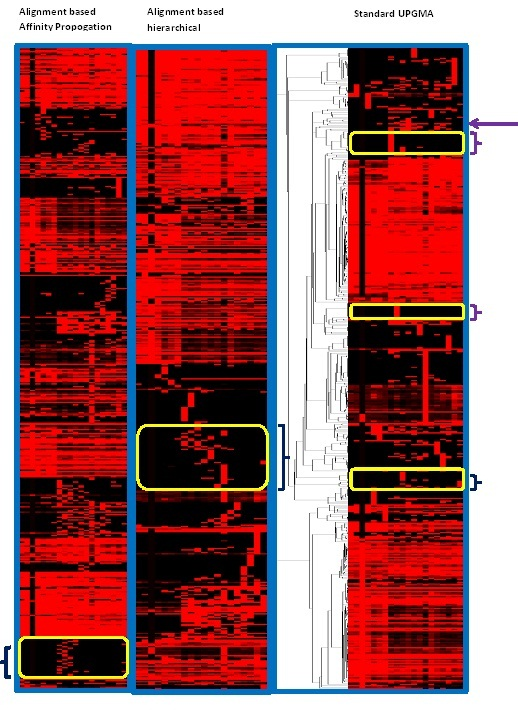 Alignment based
Affinity Propogation
Alignment based
hierarchical
Standard UPGMA